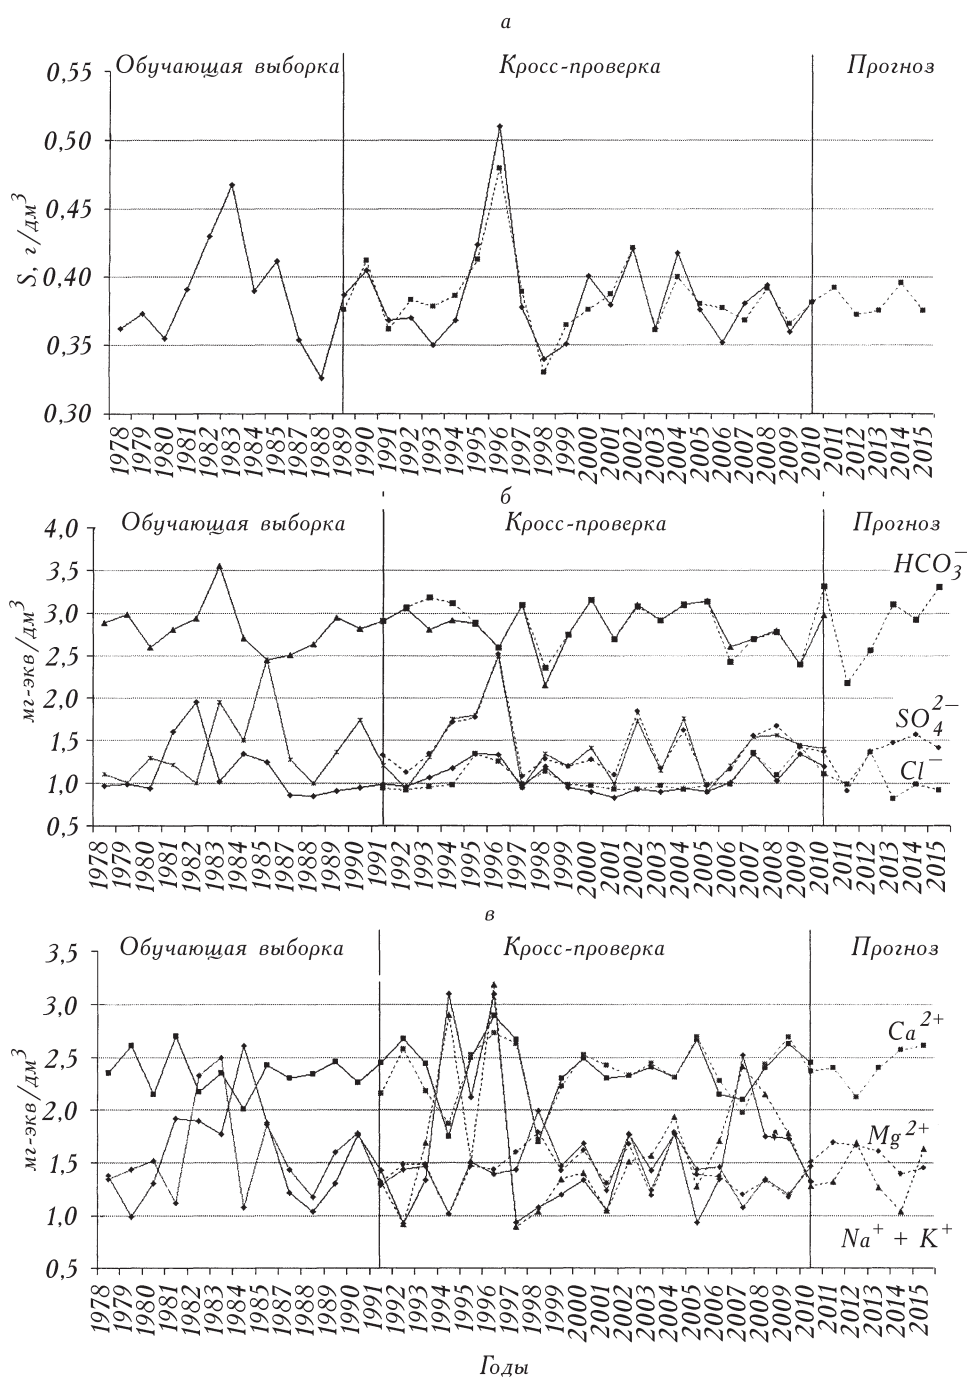 а
Обучающая выборка Кросс-проверка Прогноз
0,55
0,50
0,45
0,40
0,35
0,30
S, г/дм³
1978 1979 1980 1981 1982 1983 1984 1985 1987 1988 1989 1990 1991 1992 1993 1994 1995 1996 1997 1998 1999 2000 2001 2002 2003 2004 2005 2006 2007 2008 2009 2010 2011 2012 2013 2014 2015
б
Обучающая выборка Кросс-проверка Прогноз
4,0
3,5
3,0
2,5
2,0
1,5
1,0
0,5
мг-экв/дм³
HCO₃⁻
SO₄²⁻
Cl⁻
1978 1979 1980 1981 1982 1983 1984 1985 1987 1988 1989 1990 1991 1992 1993 1994 1995 1996 1997 1998 1999 2000 2001 2002 2003 2004 2005 2006 2007 2008 2009 2010 2011 2012 2013 2014 2015
в
Обучающая выборка Кросс-проверка Прогноз
3,5
3,0
2,5
2,0
1,5
1,0
0,5
мг-экв/дм³
Ca²⁺
Mg²⁺
Na⁺ + K⁺
1978 1979 1980 1981 1982 1983 1984 1985 1987 1988 1989 1990 1991 1992 1993 1994 1995 1996 1997 1998 1999 2000 2001 2002 2003 2004 2005 2006 2007 2008 2009 2010 2011 2012 2013 2014 2015
Годы